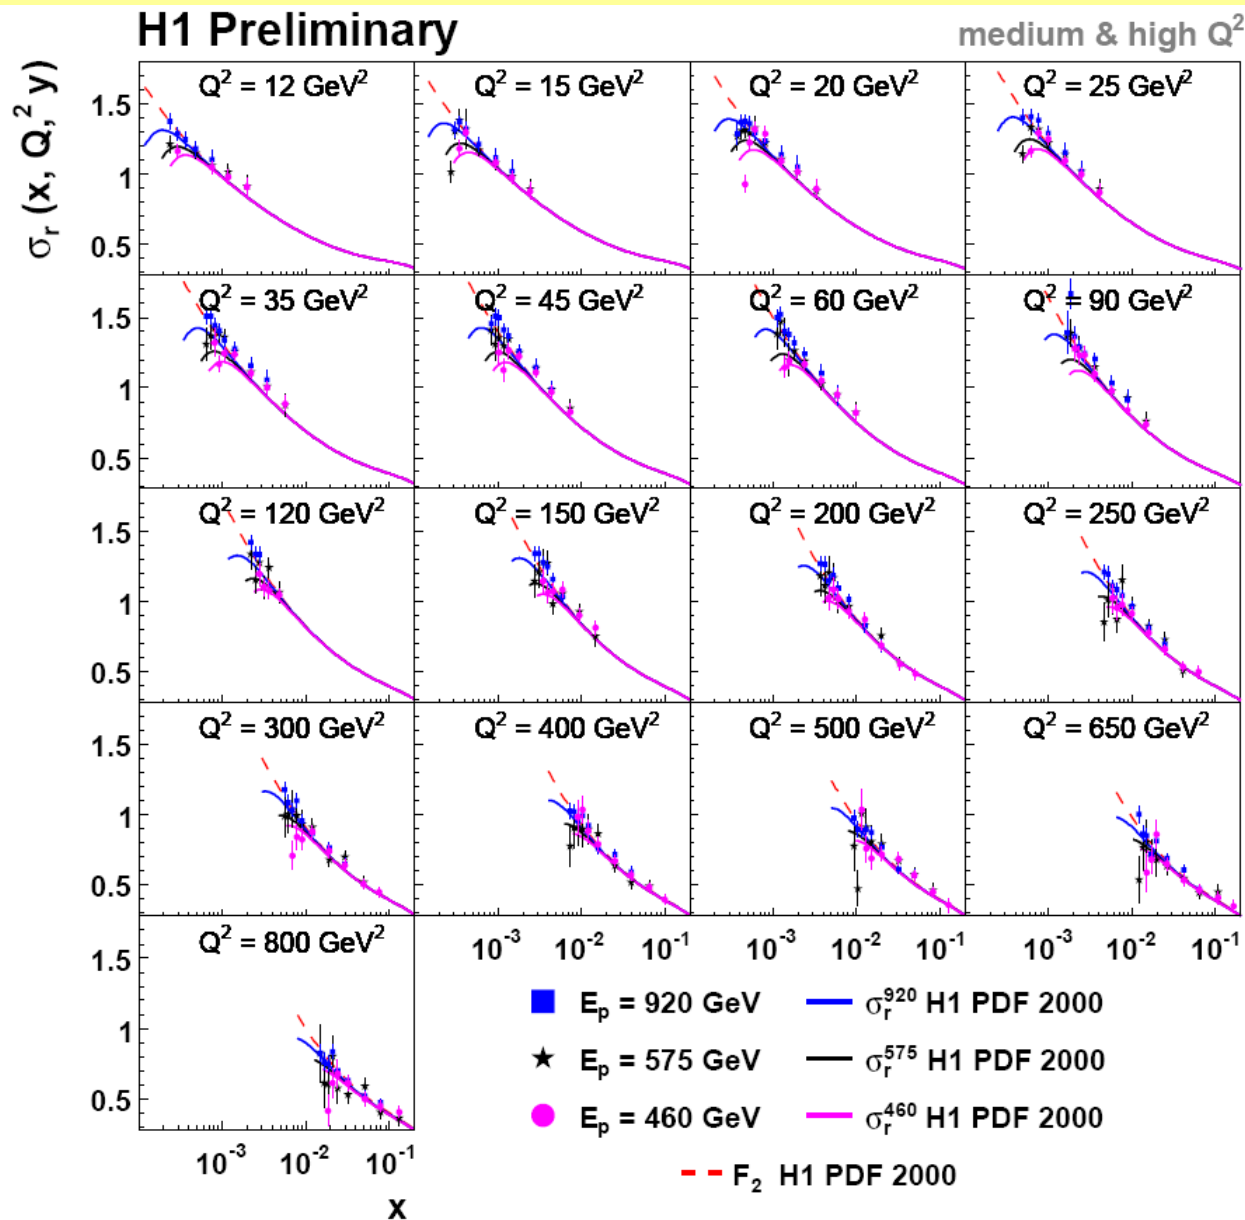 H1 Preliminary
medium & high Q²
σr (x, Q,² y)
Q² = 12 GeV²
Q² = 15 GeV²
Q² = 20 GeV²
Q² = 25 GeV²
1.5
1
0.5
Q² = 35 GeV²
Q² = 45 GeV²
Q² = 60 GeV²
Q² = 90 GeV²
1.5
1
0.5
Q² = 120 GeV²
Q² = 150 GeV²
Q² = 200 GeV²
Q² = 250 GeV²
1.5
1
0.5
Q² = 300 GeV²
Q² = 400 GeV²
Q² = 500 GeV²
Q² = 650 GeV²
1.5
1
0.5
10⁻³ 10⁻² 10⁻¹
10⁻³ 10⁻² 10⁻¹
10⁻³ 10⁻² 10⁻¹
Q² = 800 GeV²
1.5
1
0.5
10⁻³ 10⁻² 10⁻¹
x
Eₚ = 920 GeV
σr⁹²⁰ H1 PDF 2000
Eₚ = 575 GeV
σr⁵⁷⁵ H1 PDF 2000
Eₚ = 460 GeV
σr⁴⁶⁰ H1 PDF 2000
F₂ H1 PDF 2000